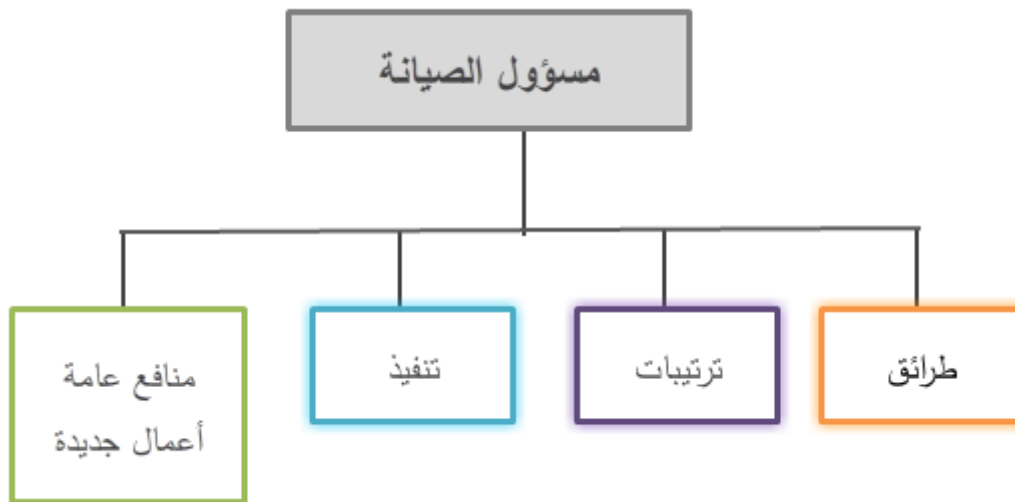 مسؤول الصيانة
طرائق
ترتيبات
تنفيذ
منافع عامة
أعمال جديدة